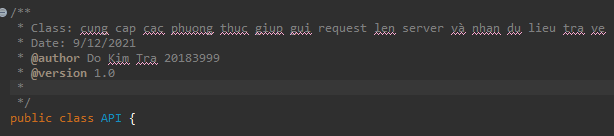 /**
* Class: cung cap cac phuong thuc giup gui request len server và nhan du lieu tra ve
* Date: 9/12/2021
* @author Do Kim Tra 20183999
* @version 1.0
*
*/
public class API {